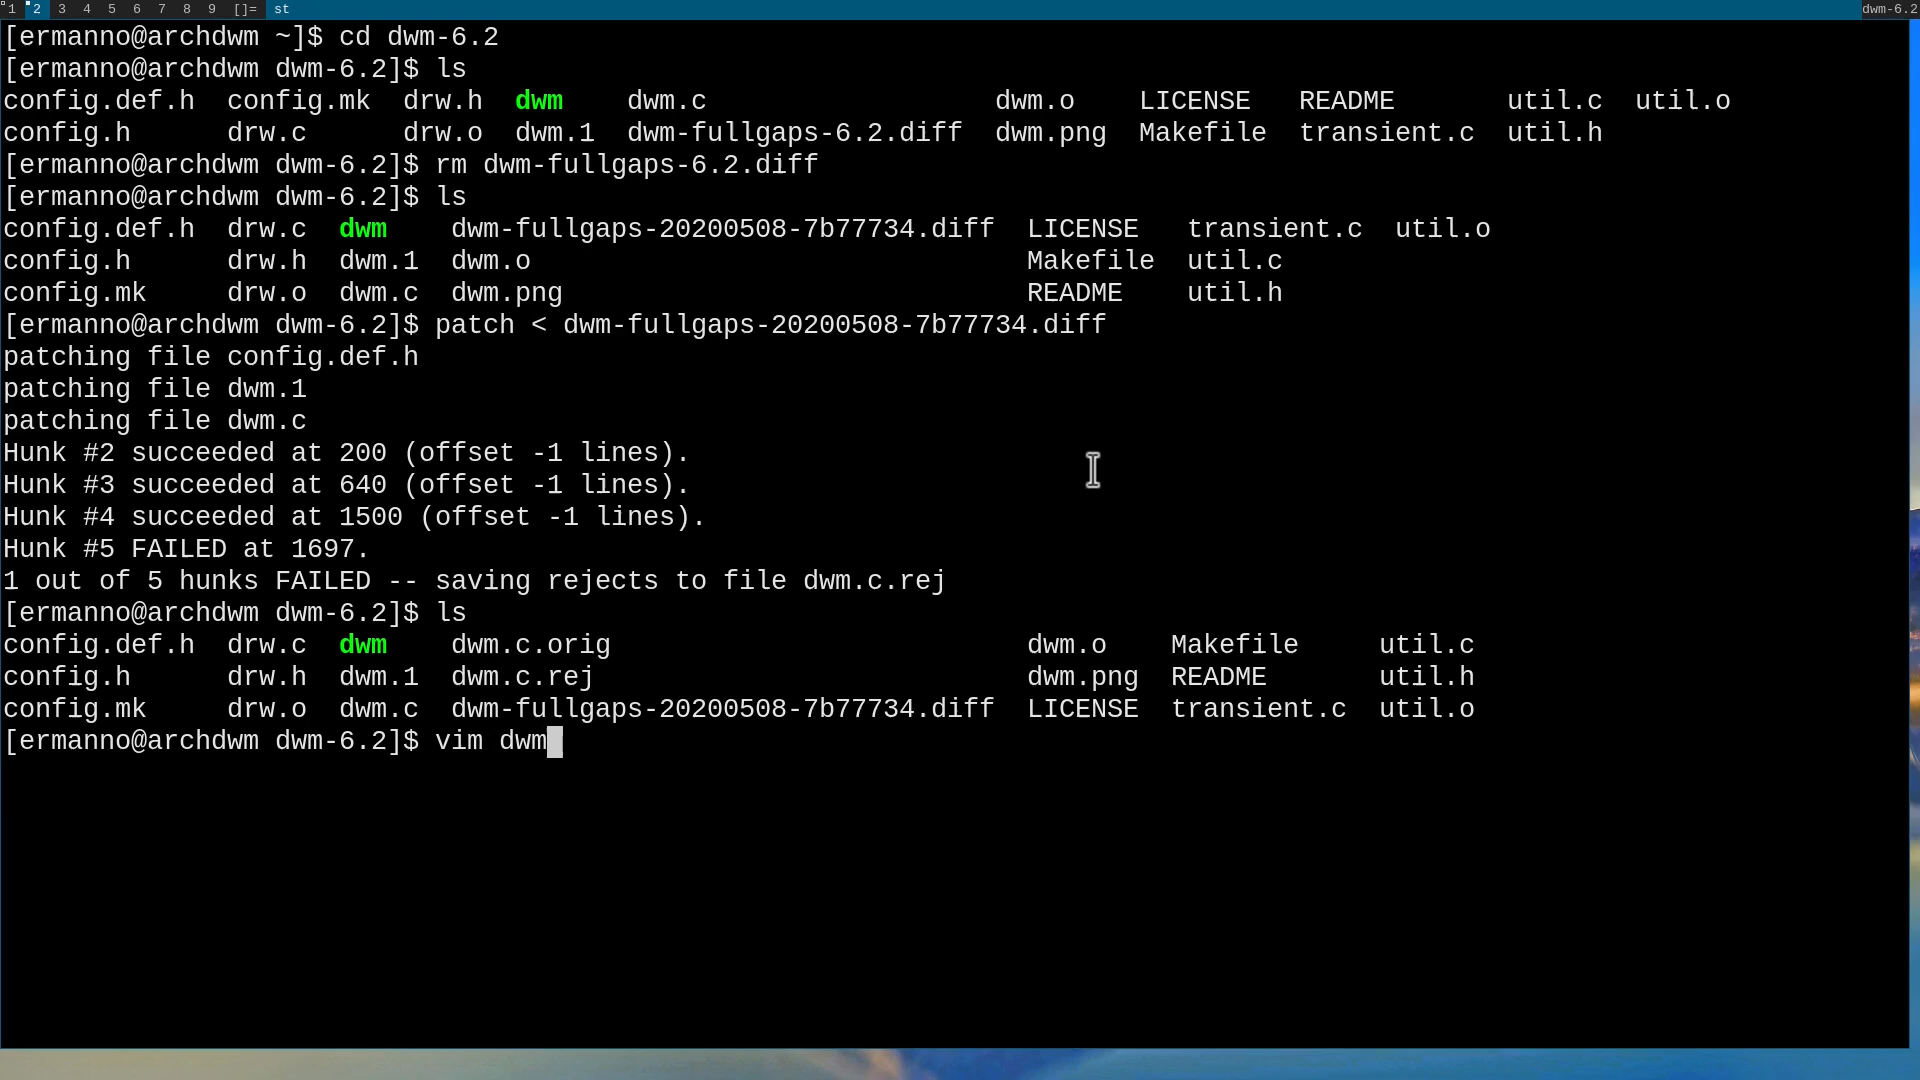 1 2 3 4 5 6 7 8 9 []= st dwm-6.2
[ermanno@archdwm ~]$ cd dwm-6.2
[ermanno@archdwm dwm-6.2]$ ls
config.def.h  config.mk  drw.h  dwm    dwm.c                  dwm.o    LICENSE   README       util.c  util.o
config.h      drw.c      drw.o  dwm.1  dwm-fullgaps-6.2.diff  dwm.png  Makefile  transient.c  util.h
[ermanno@archdwm dwm-6.2]$ rm dwm-fullgaps-6.2.diff
[ermanno@archdwm dwm-6.2]$ ls
config.def.h  drw.c  dwm    dwm-fullgaps-20200508-7b77734.diff  LICENSE   transient.c  util.o
config.h      drw.h  dwm.1  dwm.o                               Makefile  util.c
config.mk     drw.o  dwm.c  dwm.png                             README    util.h
[ermanno@archdwm dwm-6.2]$ patch < dwm-fullgaps-20200508-7b77734.diff
patching file config.def.h
patching file dwm.1
patching file dwm.c
Hunk #2 succeeded at 200 (offset -1 lines).
Hunk #3 succeeded at 640 (offset -1 lines).
Hunk #4 succeeded at 1500 (offset -1 lines).
Hunk #5 FAILED at 1697.
1 out of 5 hunks FAILED -- saving rejects to file dwm.c.rej
[ermanno@archdwm dwm-6.2]$ ls
config.def.h  drw.c  dwm    dwm.c.orig                          dwm.o    Makefile     util.c
config.h      drw.h  dwm.1  dwm.c.rej                           dwm.png  README       util.h
config.mk     drw.o  dwm.c  dwm-fullgaps-20200508-7b77734.diff  LICENSE  transient.c  util.o
[ermanno@archdwm dwm-6.2]$ vim dwm